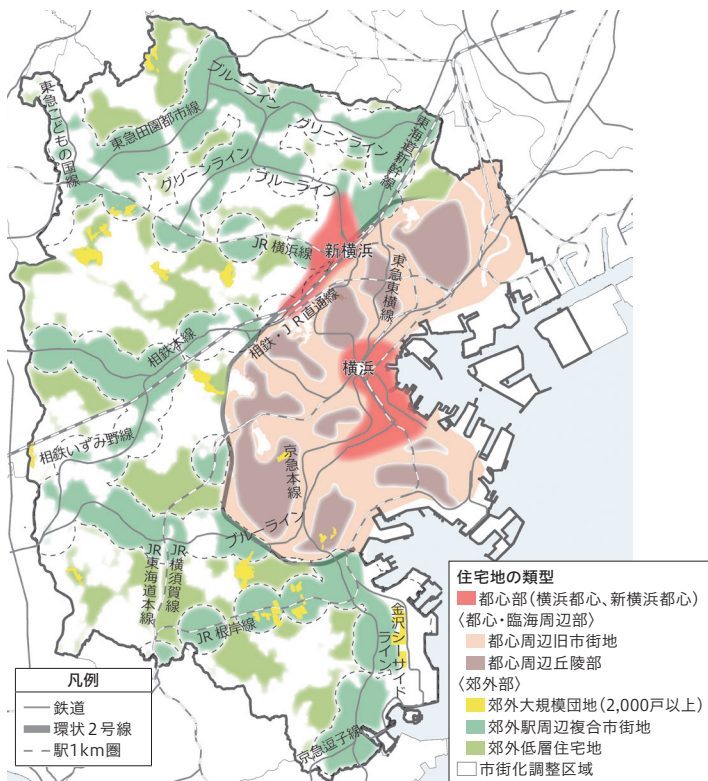 ブルーライン
東急こどもの国線
東急田園都市線
グリーンライン
東海道新幹線
グリーンライン
ブルーライン
JR 横浜線
新横浜
東急東横線
相鉄・JR 直通線
相鉄本線
横浜
相鉄いずみ野線
京急本線
ブルーライン
JR 東海道本線
JR 横須賀線
JR 根岸線
金沢シーサイドライン
京急逗子線
凡例
鉄道
環状2号線
駅1km圏
住宅地の類型
都心部(横浜都心、新横浜都心)
〈都心・臨海周辺部〉
都心周辺旧市街地
都心周辺丘陵部
〈郊外部〉
郊外大規模団地(2,000戸以上)
郊外駅周辺複合市街地
郊外低層住宅地
市街化調整区域